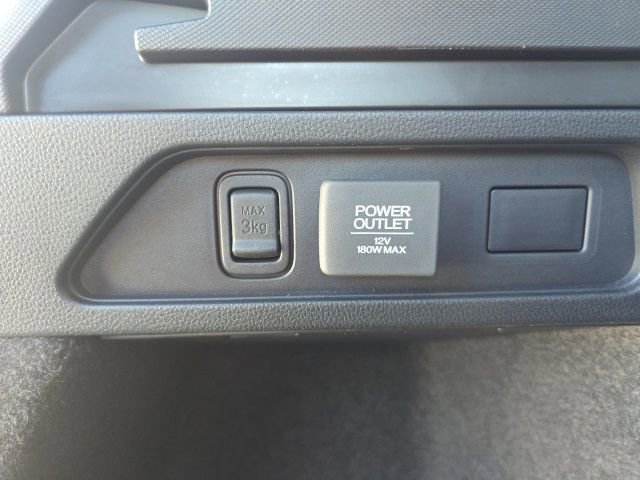 MAX
3kg
POWER
OUTLET
12V
180W MAX